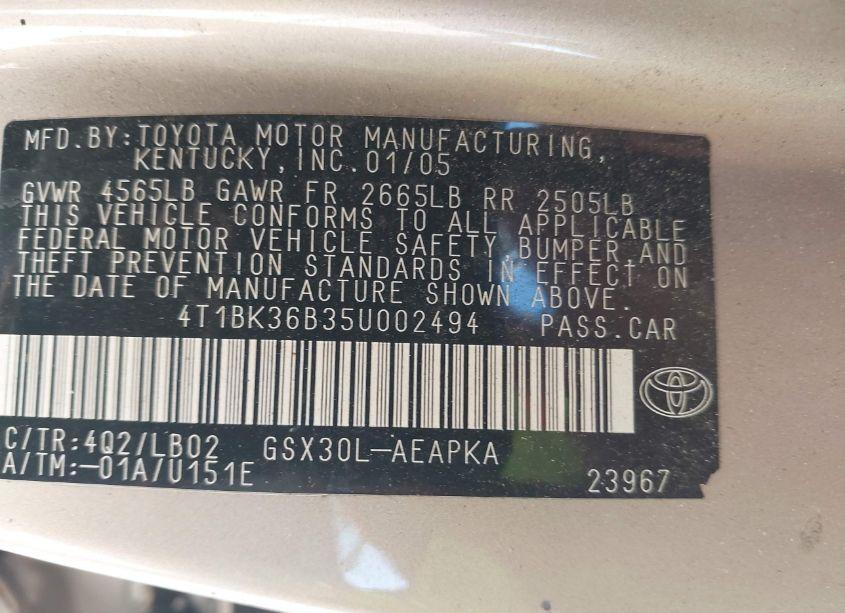 MFD.BY:TOYOTA MOTOR MANUFACTURING,
KENTUCKY,INC.01/05
GVWR 4565LB GAWR FR 2665LB RR 2505LB
THIS VEHICLE CONFORMS TO ALL APPLICABLE
FEDERAL MOTOR VEHICLE SAFETY,BUMPER,AND
THEFT PREVENTION STANDARDS IN EFFECT ON
THE DATE OF MANUFACTURE SHOWN ABOVE.
4T1BK36B35U002494 PASS.CAR
C/TR:4Q2/LB02 GSX30L-AEAPKA
A/TM:-01A/U151E 23967